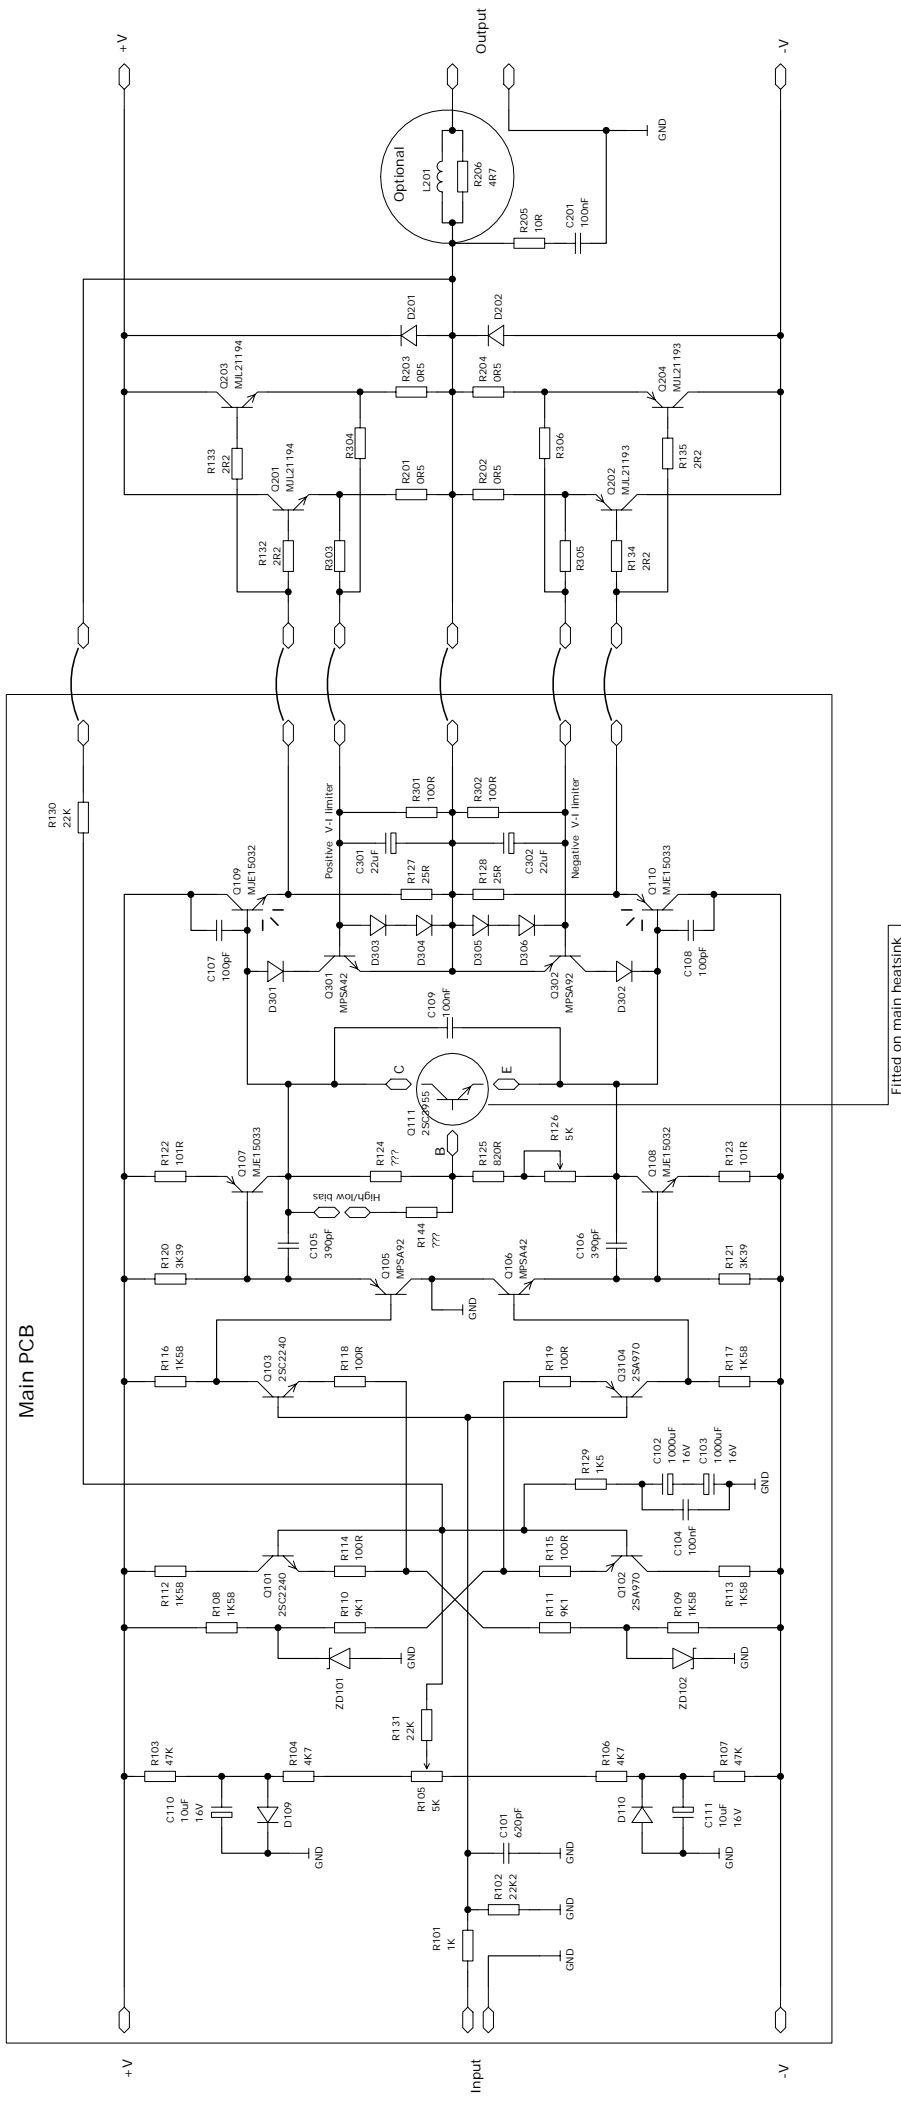 Main PCB
+V
Input
-V
R101
1K
GND
R102
22K2
GND
C101
620pF
GND
R103
47K
C110
10uF
16V
D109
GND
R104
4K7
R105
5K
R131
22K
R106
4K7
D110
C111
10uF
16V
R107
47K
GND
R108
1K58
ZD101
GND
R110
9K1
R111
9K1
R109
1K58
ZD102
GND
R112
1K58
Q101
2SC2240
R114
100R
R115
100R
Q102
2SA970
R113
1K58
R129
1K5
C104
100nF
C102
1000uF
16V
C103
1000uF
16V
GND
R116
1K58
Q103
2SC2240
R118
100R
R119
100R
Q3104
2SA970
R117
1K58
R120
3K39
C105
390pF
Q105
MPSA92
GND
Q106
MPSA42
C106
390pF
R121
3K39
High/low bias
R144
???
R122
101R
Q107
MJE15033
R124
???
B
R125
820R
R126
5K
Q108
MJE15032
R123
101R
C
Q111
2SC3955
E
C109
100nF
Fitted on main heatsink
D301
Q301
MPSA42
Q302
MPSA92
D302
C107
100pF
D303
D304
D305
D306
C108
100pF
Q109
MJE15032
R127
25R
R128
25R
Q110
MJE15033
Positive V-I limiter
C301
22uF
C302
22uF
Negative V-I limiter
R301
100R
R302
100R
R130
22K
R132
2R2
R303
R305
R134
2R2
Q201
MJL21194
R201
0R5
R202
0R5
Q202
MJL21193
R133
2R2
R304
R306
R135
2R2
Q203
MJL21194
R203
0R5
R204
0R5
Q204
MJL21193
D201
D202
R205
10R
C201
100nF
Optional
L201
R206
4R7
GND
+V
Output
-V